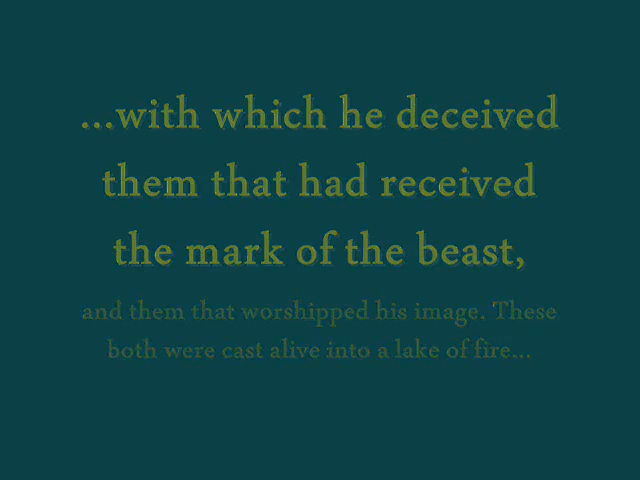 ...with which he deceived
them that had received
the mark of the beast,
and them that worshipped his image. These
both were cast alive into a lake of fire...